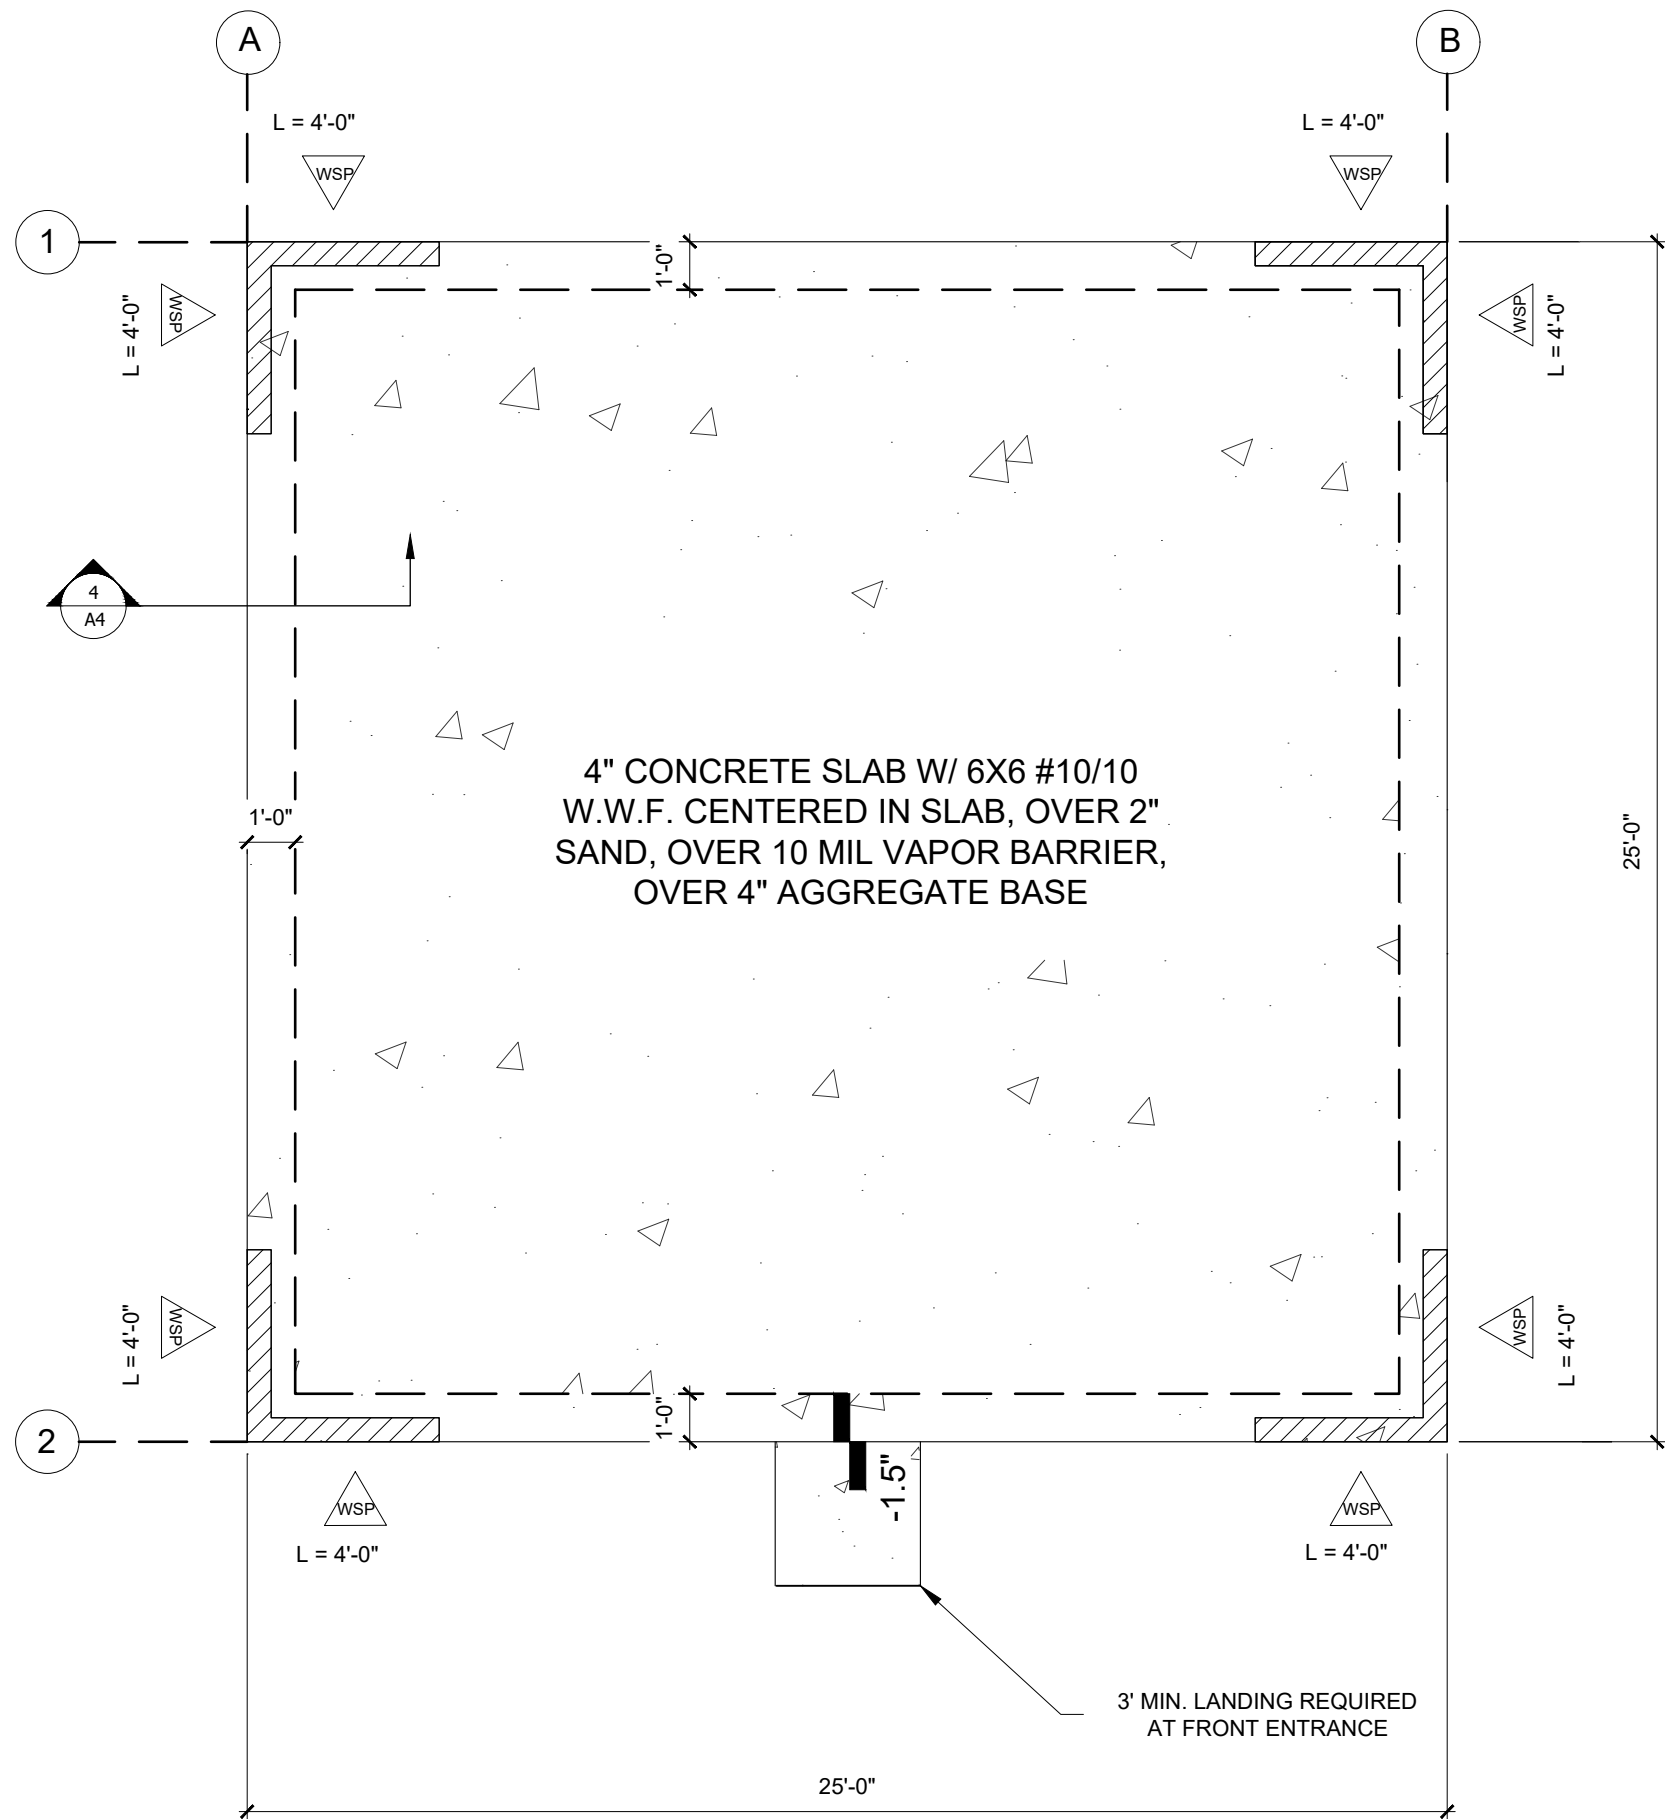 A
B
L = 4'-0"
L = 4'-0"
WSP
WSP
1
1'-0"
WSP
L = 4'-0"
WSP
L = 4'-0"
4
A4
4" CONCRETE SLAB W/ 6X6 #10/10
W.W.F. CENTERED IN SLAB, OVER 2"
SAND, OVER 10 MIL VAPOR BARRIER,
OVER 4" AGGREGATE BASE
1'-0"
25'-0"
L = 4'-0"
WSP
WSP
L = 4'-0"
1'-0"
2
-1.5"
WSP
WSP
L = 4'-0"
L = 4'-0"
3' MIN. LANDING REQUIRED
AT FRONT ENTRANCE
25'-0"